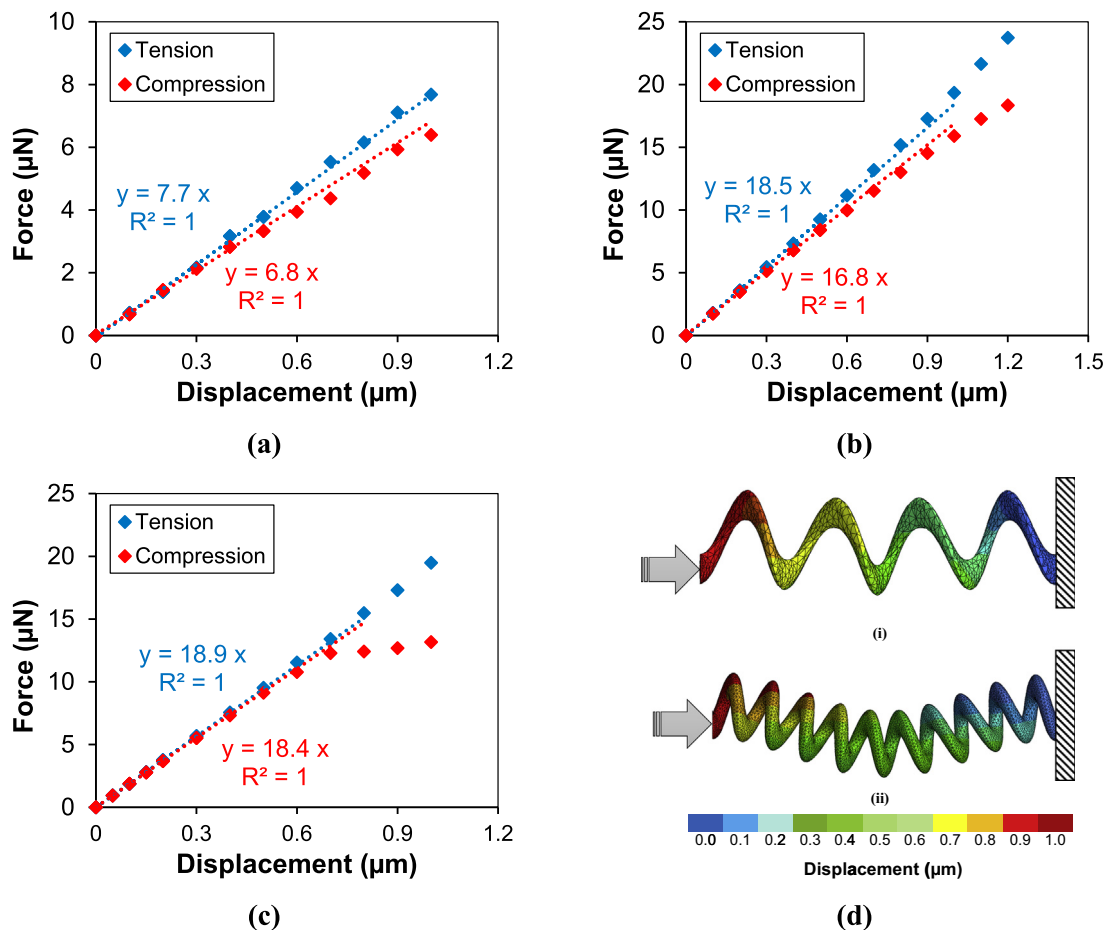 10
8
6
4
2
0
Force (µN)
Tension
Compression
y = 7.7 x
R² = 1
y = 6.8 x
R² = 1
0 0.3 0.6 0.9 1.2
Displacement (µm)
(a)
25
20
15
10
5
0
Force (µN)
Tension
Compression
y = 18.5 x
R² = 1
y = 16.8 x
R² = 1
0 0.3 0.6 0.9 1.2 1.5
Displacement (µm)
(b)
25
20
15
10
5
0
Force (µN)
Tension
Compression
y = 18.9 x
R² = 1
y = 18.4 x
R² = 1
0 0.3 0.6 0.9 1.2
Displacement (µm)
(c)
(i)
(ii)
0.0 0.1 0.2 0.3 0.4 0.5 0.6 0.7 0.8 0.9 1.0
Displacement (µm)
(d)